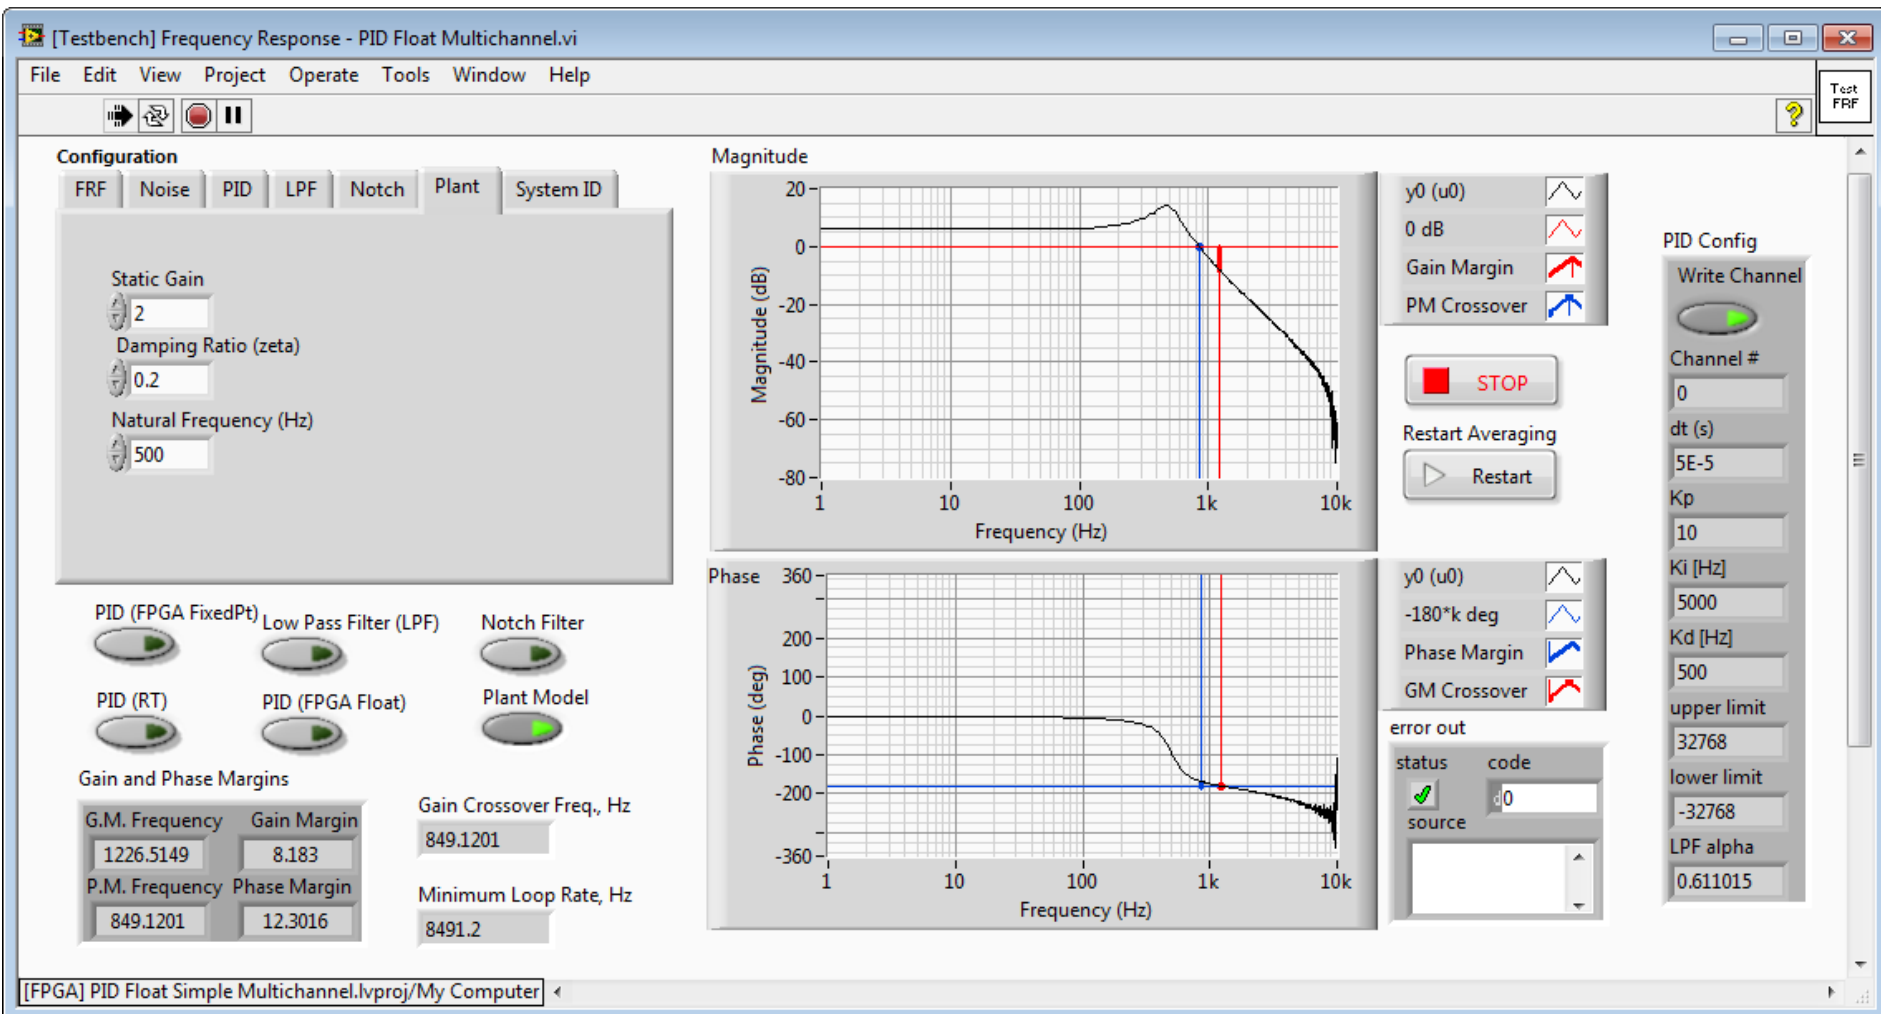 [Testbench] Frequency Response - PID Float Multichannel.vi
File Edit View Project Operate Tools Window Help
Test
FRF
Configuration
FRF Noise PID LPF Notch Plant System ID
Static Gain
2
Damping Ratio (zeta)
0.2
Natural Frequency (Hz)
500
PID (FPGA FixedPt) Low Pass Filter (LPF) Notch Filter
PID (RT) PID (FPGA Float) Plant Model
Gain and Phase Margins
G.M. Frequency Gain Margin
1226.5149 8.183
P.M. Frequency Phase Margin
849.1201 12.3016
Gain Crossover Freq., Hz
849.1201
Minimum Loop Rate, Hz
8491.2
Magnitude
Magnitude (dB)
20
0
-20
-40
-60
-80
1 10 100 1k 10k
Frequency (Hz)
y0 (u0)
0 dB
Gain Margin
PM Crossover
STOP
Restart Averaging
Restart
Phase
Phase (deg)
360
200
100
0
-100
-200
-360
1 10 100 1k 10k
Frequency (Hz)
y0 (u0)
-180*k deg
Phase Margin
GM Crossover
error out
status code
d0
source
PID Config
Write Channel
Channel #
0
dt (s)
5E-5
Kp
10
Ki [Hz]
5000
Kd [Hz]
500
upper limit
32768
lower limit
-32768
LPF alpha
0.611015
[FPGA] PID Float Simple Multichannel.lvproj/My Computer